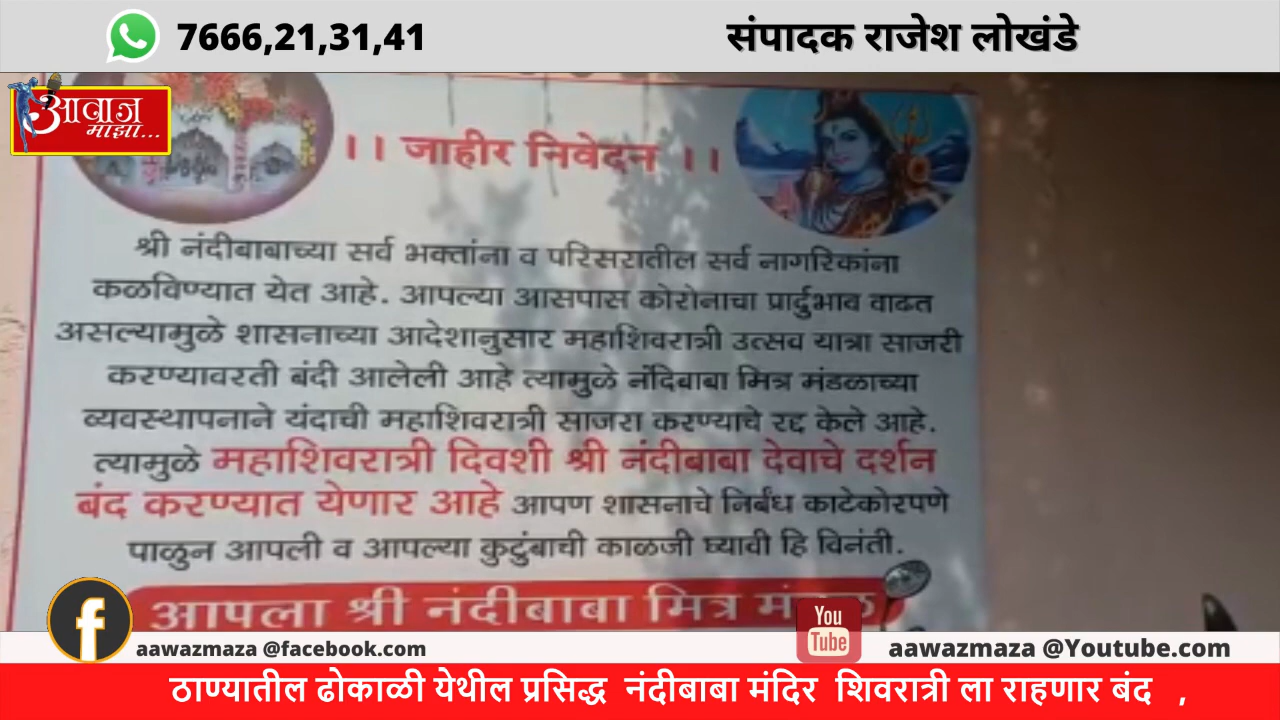 7666,21,31,41
संपादक राजेश लोखंडे
आवाज
माझा...
।। जाहीर निवेदन ।।
श्री नंदीबाबाच्या सर्व भक्तांना व परिसरातील सर्व नागरिकांना
कळविण्यात येत आहे. आपल्या आसपास कोरोनाचा प्रार्दुभाव वाढत
असल्यामुळे शासनाच्या आदेशानुसार महाशिवरात्री उत्सव यात्रा साजरी
करण्यावरती बंदी आलेली आहे त्यामुळे नंदिबाबा मित्र मंडळाच्या
व्यवस्थापनाने यंदाची महाशिवरात्री साजरा करण्याचे रद्द केले आहे.
त्यामुळे महाशिवरात्री दिवशी श्री नंदीबाबा देवाचे दर्शन
बंद करण्यात येणार आहे आपण शासनाचे निर्बंध काटेकोरपणे
पाळुन आपली व आपल्या कुटुंबाची काळजी घ्यावी हि विनंती.
आपला श्री नंदीबाबा मित्र मंडळ
You
Tube
aawazmaza @facebook.com
aawazmaza @Youtube.com
ठाण्यातील ढोकाळी येथील प्रसिद्ध नंदीबाबा मंदिर शिवरात्री ला राहणार बंद ,